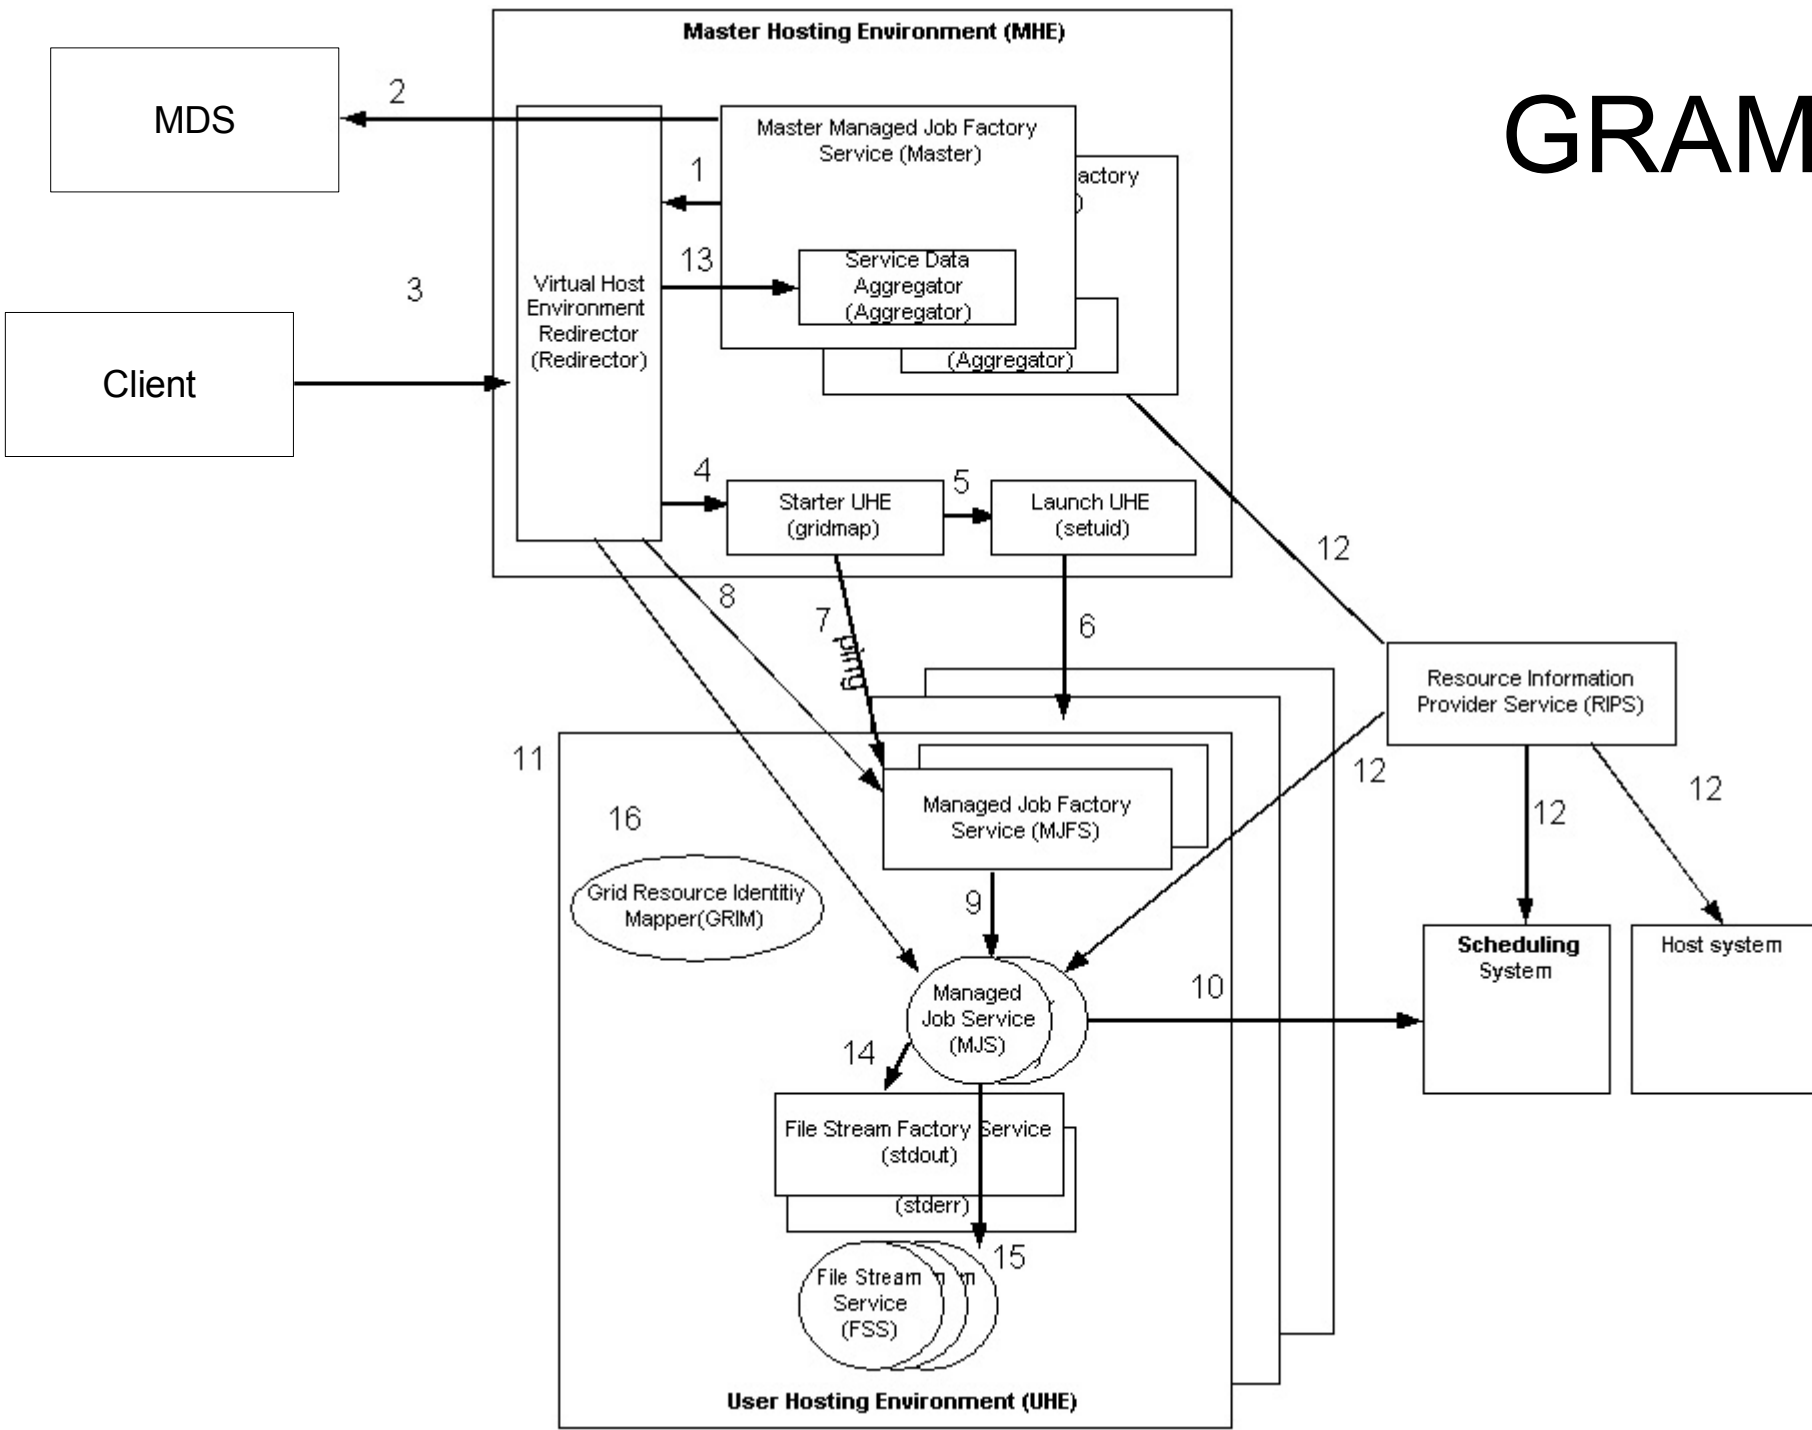 Master Hosting Environment (MHE)
GRAM
MDS
2
Master Managed Job Factory
Service (Master)
1
actory
)
13
Service Data
Aggregator
(Aggregator)
3
Virtual Host
Environment
Redirector
(Redirector)
(Aggregator)
Client
4
Starter UHE
(gridmap)
5
Launch UHE
(setuid)
12
8
7
ping
6
Resource Information
Provider Service (RIPS)
11
12
12
12
16
Managed Job Factory
Service (MJFS)
Grid Resource Identitiy
Mapper(GRIM)
9
Scheduling
System
Host system
10
Managed
Job Service
(MJS)
14
File Stream Factory Service
(stdout)
(stderr)
15
File Stream
Service
(FSS)
User Hosting Environment (UHE)